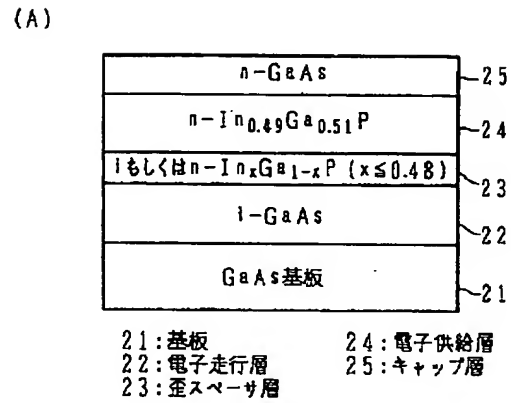 (A)
n-GaAs
25
n-In0.49Ga0.51P
24
iもしくはn-InxGa1-xP (x≦0.48)
23
i-GaAs
22
GaAs基板
21
21:基板
22:電子走行層
23:歪スペーサ層
24:電子供給層
25:キャップ層